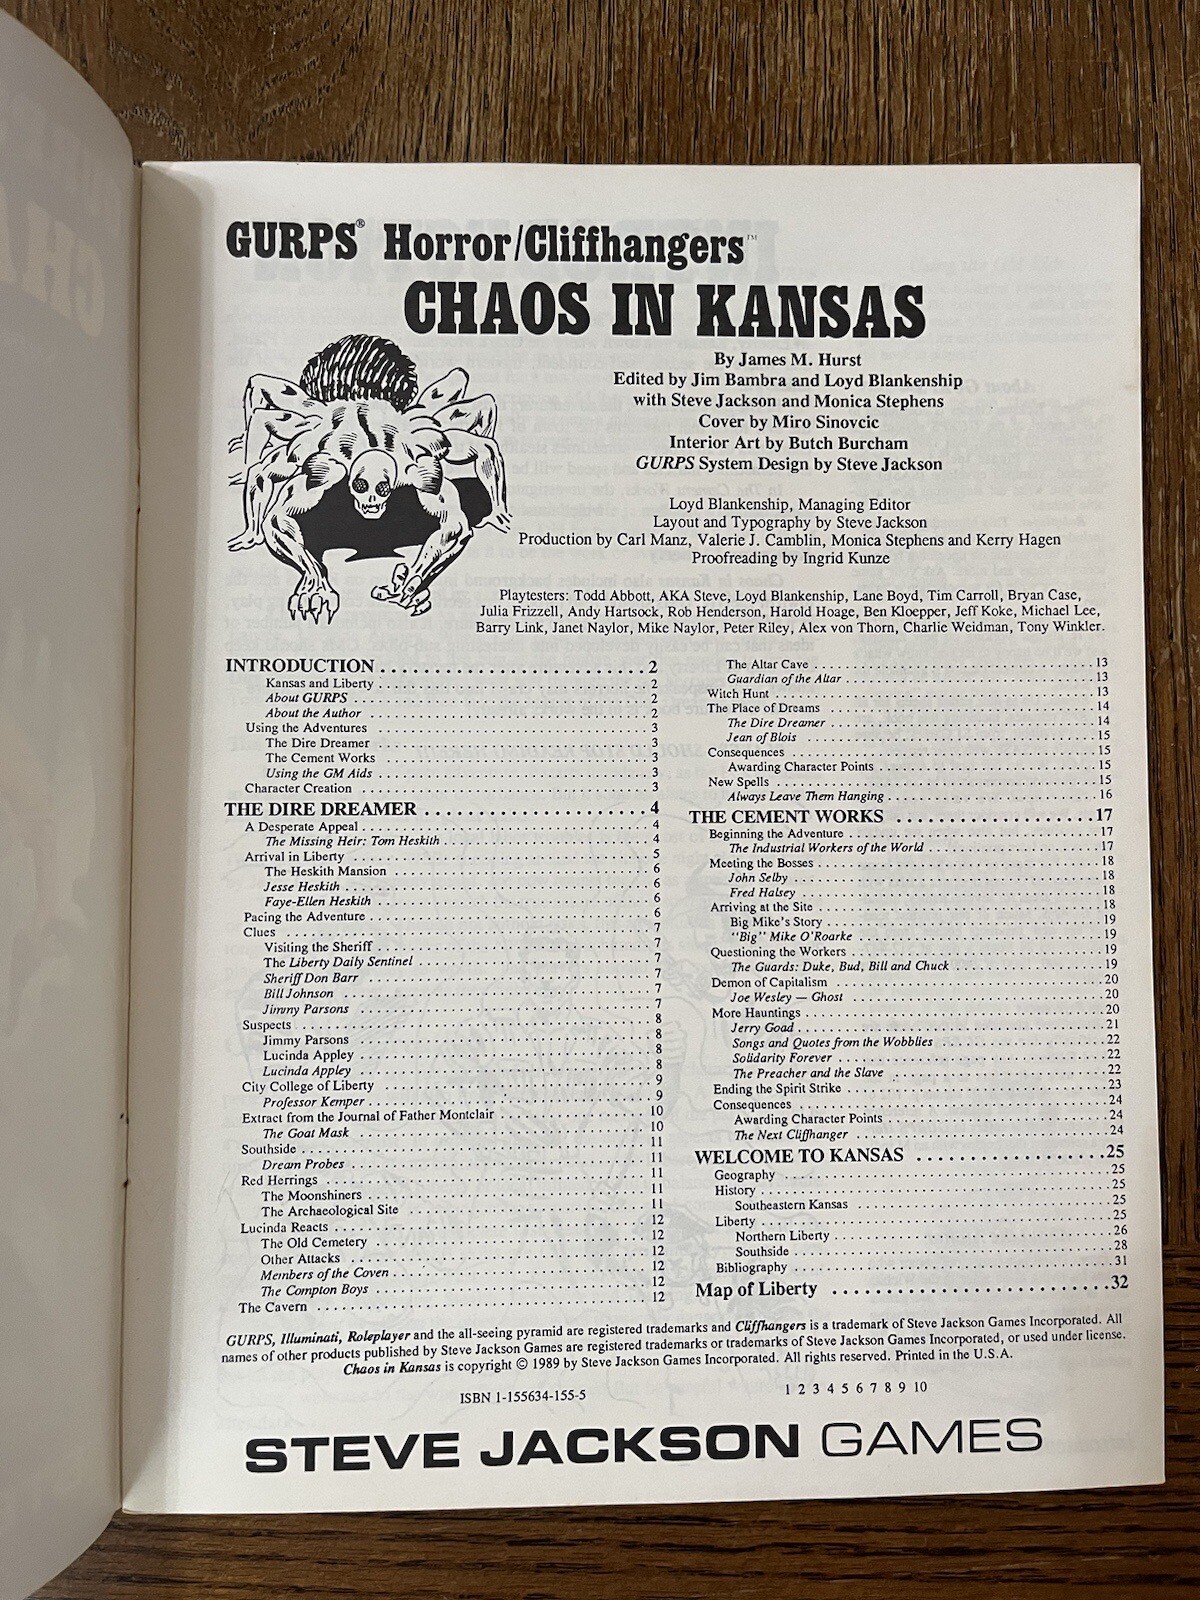 GURPS® Horror/Cliffhangers™
CHAOS IN KANSAS
By James M. Hurst
Edited by Jim Bambra and Loyd Blankenship
with Steve Jackson and Monica Stephens
Cover by Miro Sinovcic
Interior Art by Butch Burcham
GURPS System Design by Steve Jackson
Loyd Blankenship, Managing Editor
Layout and Typography by Steve Jackson
Production by Carl Manz, Valerie J. Camblin, Monica Stephens and Kerry Hagen
Proofreading by Ingrid Kunze
Playtesters: Todd Abbott, AKA Steve, Loyd Blankenship, Lane Boyd, Tim Carroll, Bryan Case,
Julia Frizzell, Andy Hartsock, Rob Henderson, Harold Hoage, Ben Kloepper, Jeff Koke, Michael Lee,
Barry Link, Janet Naylor, Mike Naylor, Peter Riley, Alex von Thorn, Charlie Weidman, Tony Winkler.
INTRODUCTION 2
Kansas and Liberty 2
About GURPS 2
About the Author 2
Using the Adventures 3
The Dire Dreamer 3
The Cement Works 3
Using the GM Aids 3
Character Creation 3
THE DIRE DREAMER 4
A Desperate Appeal 4
The Missing Heir: Tom Heskith 4
Arrival in Liberty 5
The Heskith Mansion 6
Jesse Heskith 6
Faye-Ellen Heskith 6
Pacing the Adventure 6
Clues 7
Visiting the Sheriff 7
The Liberty Daily Sentinel 7
Sheriff Don Barr 7
Bill Johnson 7
Jimmy Parsons 7
Suspects 8
Jimmy Parsons 8
Lucinda Appley 8
Lucinda Appley 8
City College of Liberty 9
Professor Kemper 9
Extract from the Journal of Father Montclair 10
The Goat Mask 10
Southside 11
Dream Probes 11
Red Herrings 11
The Moonshiners 11
The Archaeological Site 11
Lucinda Reacts 12
The Old Cemetery 12
Other Attacks 12
Members of the Coven 12
The Compton Boys 12
The Cavern 12
The Altar Cave 13
Guardian of the Altar 13
Witch Hunt 13
The Place of Dreams 14
The Dire Dreamer 14
Jean of Blois 15
Consequences 15
Awarding Character Points 15
New Spells 15
Always Leave Them Hanging 16
THE CEMENT WORKS 17
Beginning the Adventure 17
The Industrial Workers of the World 17
Meeting the Bosses 18
John Selby 18
Fred Halsey 18
Arriving at the Site 18
Big Mike's Story 19
"Big" Mike O'Roarke 19
Questioning the Workers 19
The Guards: Duke, Bud, Bill and Chuck 19
Demon of Capitalism 20
Joe Wesley — Ghost 20
More Hauntings 20
Jerry Goad 21
Songs and Quotes from the Wobblies 22
Solidarity Forever 22
The Preacher and the Slave 22
Ending the Spirit Strike 23
Consequences 24
Awarding Character Points 24
The Next Cliffhanger 24
WELCOME TO KANSAS 25
Geography 25
History 25
Southeastern Kansas 25
Liberty 25
Northern Liberty 26
Southside 28
Bibliography 31
Map of Liberty 32
GURPS, Illuminati, Roleplayer and the all-seeing pyramid are registered trademarks and Cliffhangers is a trademark of Steve Jackson Games Incorporated. All
names of other products published by Steve Jackson Games are registered trademarks or trademarks of Steve Jackson Games Incorporated, or used under license.
Chaos in Kansas is copyright © 1989 by Steve Jackson Games Incorporated. All rights reserved. Printed in the U.S.A.
ISBN 1-155634-155-5
1 2 3 4 5 6 7 8 9 10
STEVE JACKSON GAMES